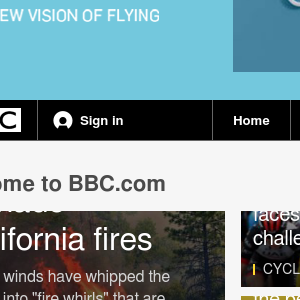 EW VISION OF FLYING
C
Sign in
Home
ome to BBC.com
ifornia fires
winds have whipped the
into "fire whirls" that are
faces
challe
CYCL